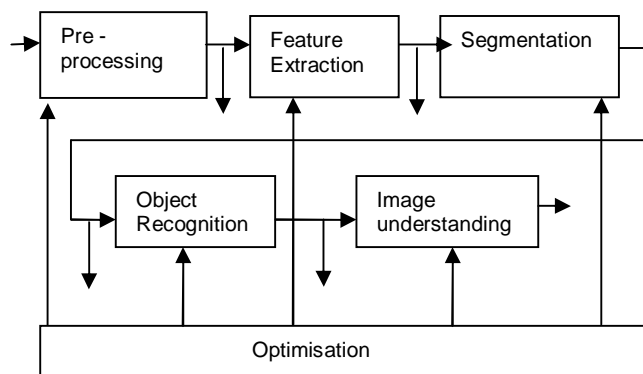 Pre -
processing
Feature
Extraction
Segmentation
Object
Recognition
Image
understanding
Optimisation